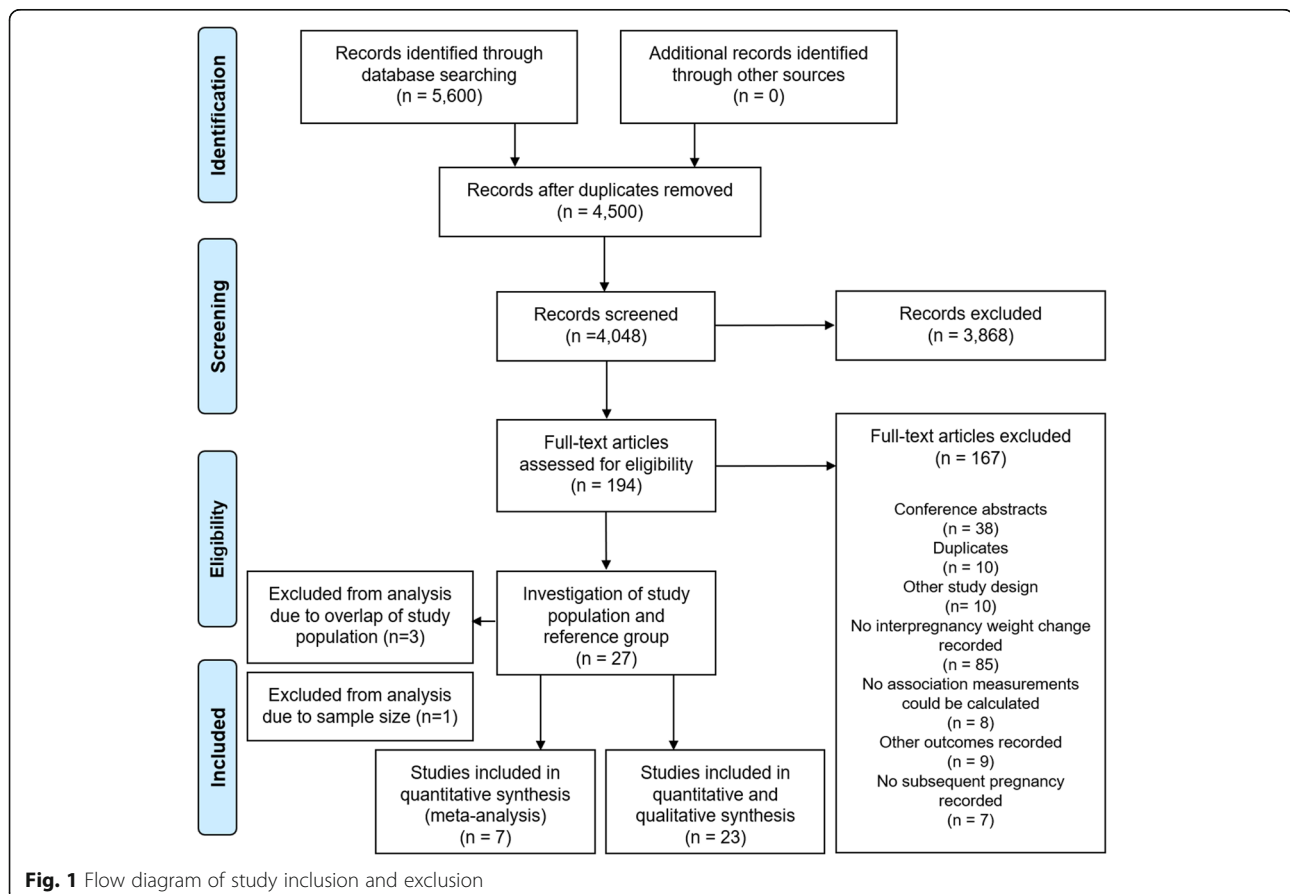 Identification
Records identified through
database searching
(n = 5,600)
Additional records identified
through other sources
(n = 0)
Records after duplicates removed
(n = 4,500)
Screening
Records screened
(n =4,048)
Records excluded
(n = 3,868)
Eligibility
Full-text articles
assessed for eligibility
(n = 194)
Full-text articles excluded
(n = 167)
Conference abstracts
(n = 38)
Duplicates
(n = 10)
Other study design
(n= 10)
No interpregnancy weight change
recorded
(n = 85)
No association measurements
could be calculated
(n = 8)
Other outcomes recorded
(n = 9)
No subsequent pregnancy
recorded
(n = 7)
Excluded from analysis
due to overlap of study
population (n=3)
Investigation of study
population and
reference group
(n = 27)
Included
Excluded from analysis
due to sample size (n=1)
Studies included in
quantitative synthesis
(meta-analysis)
(n = 7)
Studies included in
quantitative and
qualitative synthesis
(n = 23)
Fig. 1 Flow diagram of study inclusion and exclusion